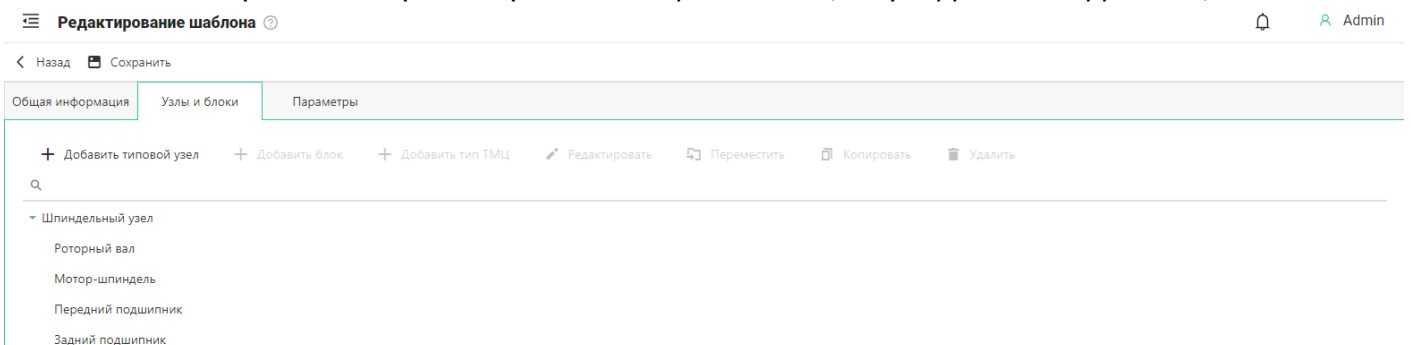 Редактирование шаблона
Admin
Назад Сохранить
Общая информация Узлы и блоки Параметры
Добавить типовой узел Добавить блок Добавить тип ТМЦ Редактировать Переместить Копировать Удалить
Шпиндельный узел
Роторный вал
Мотор-шпиндель
Передний подшипник
Задний подшипник